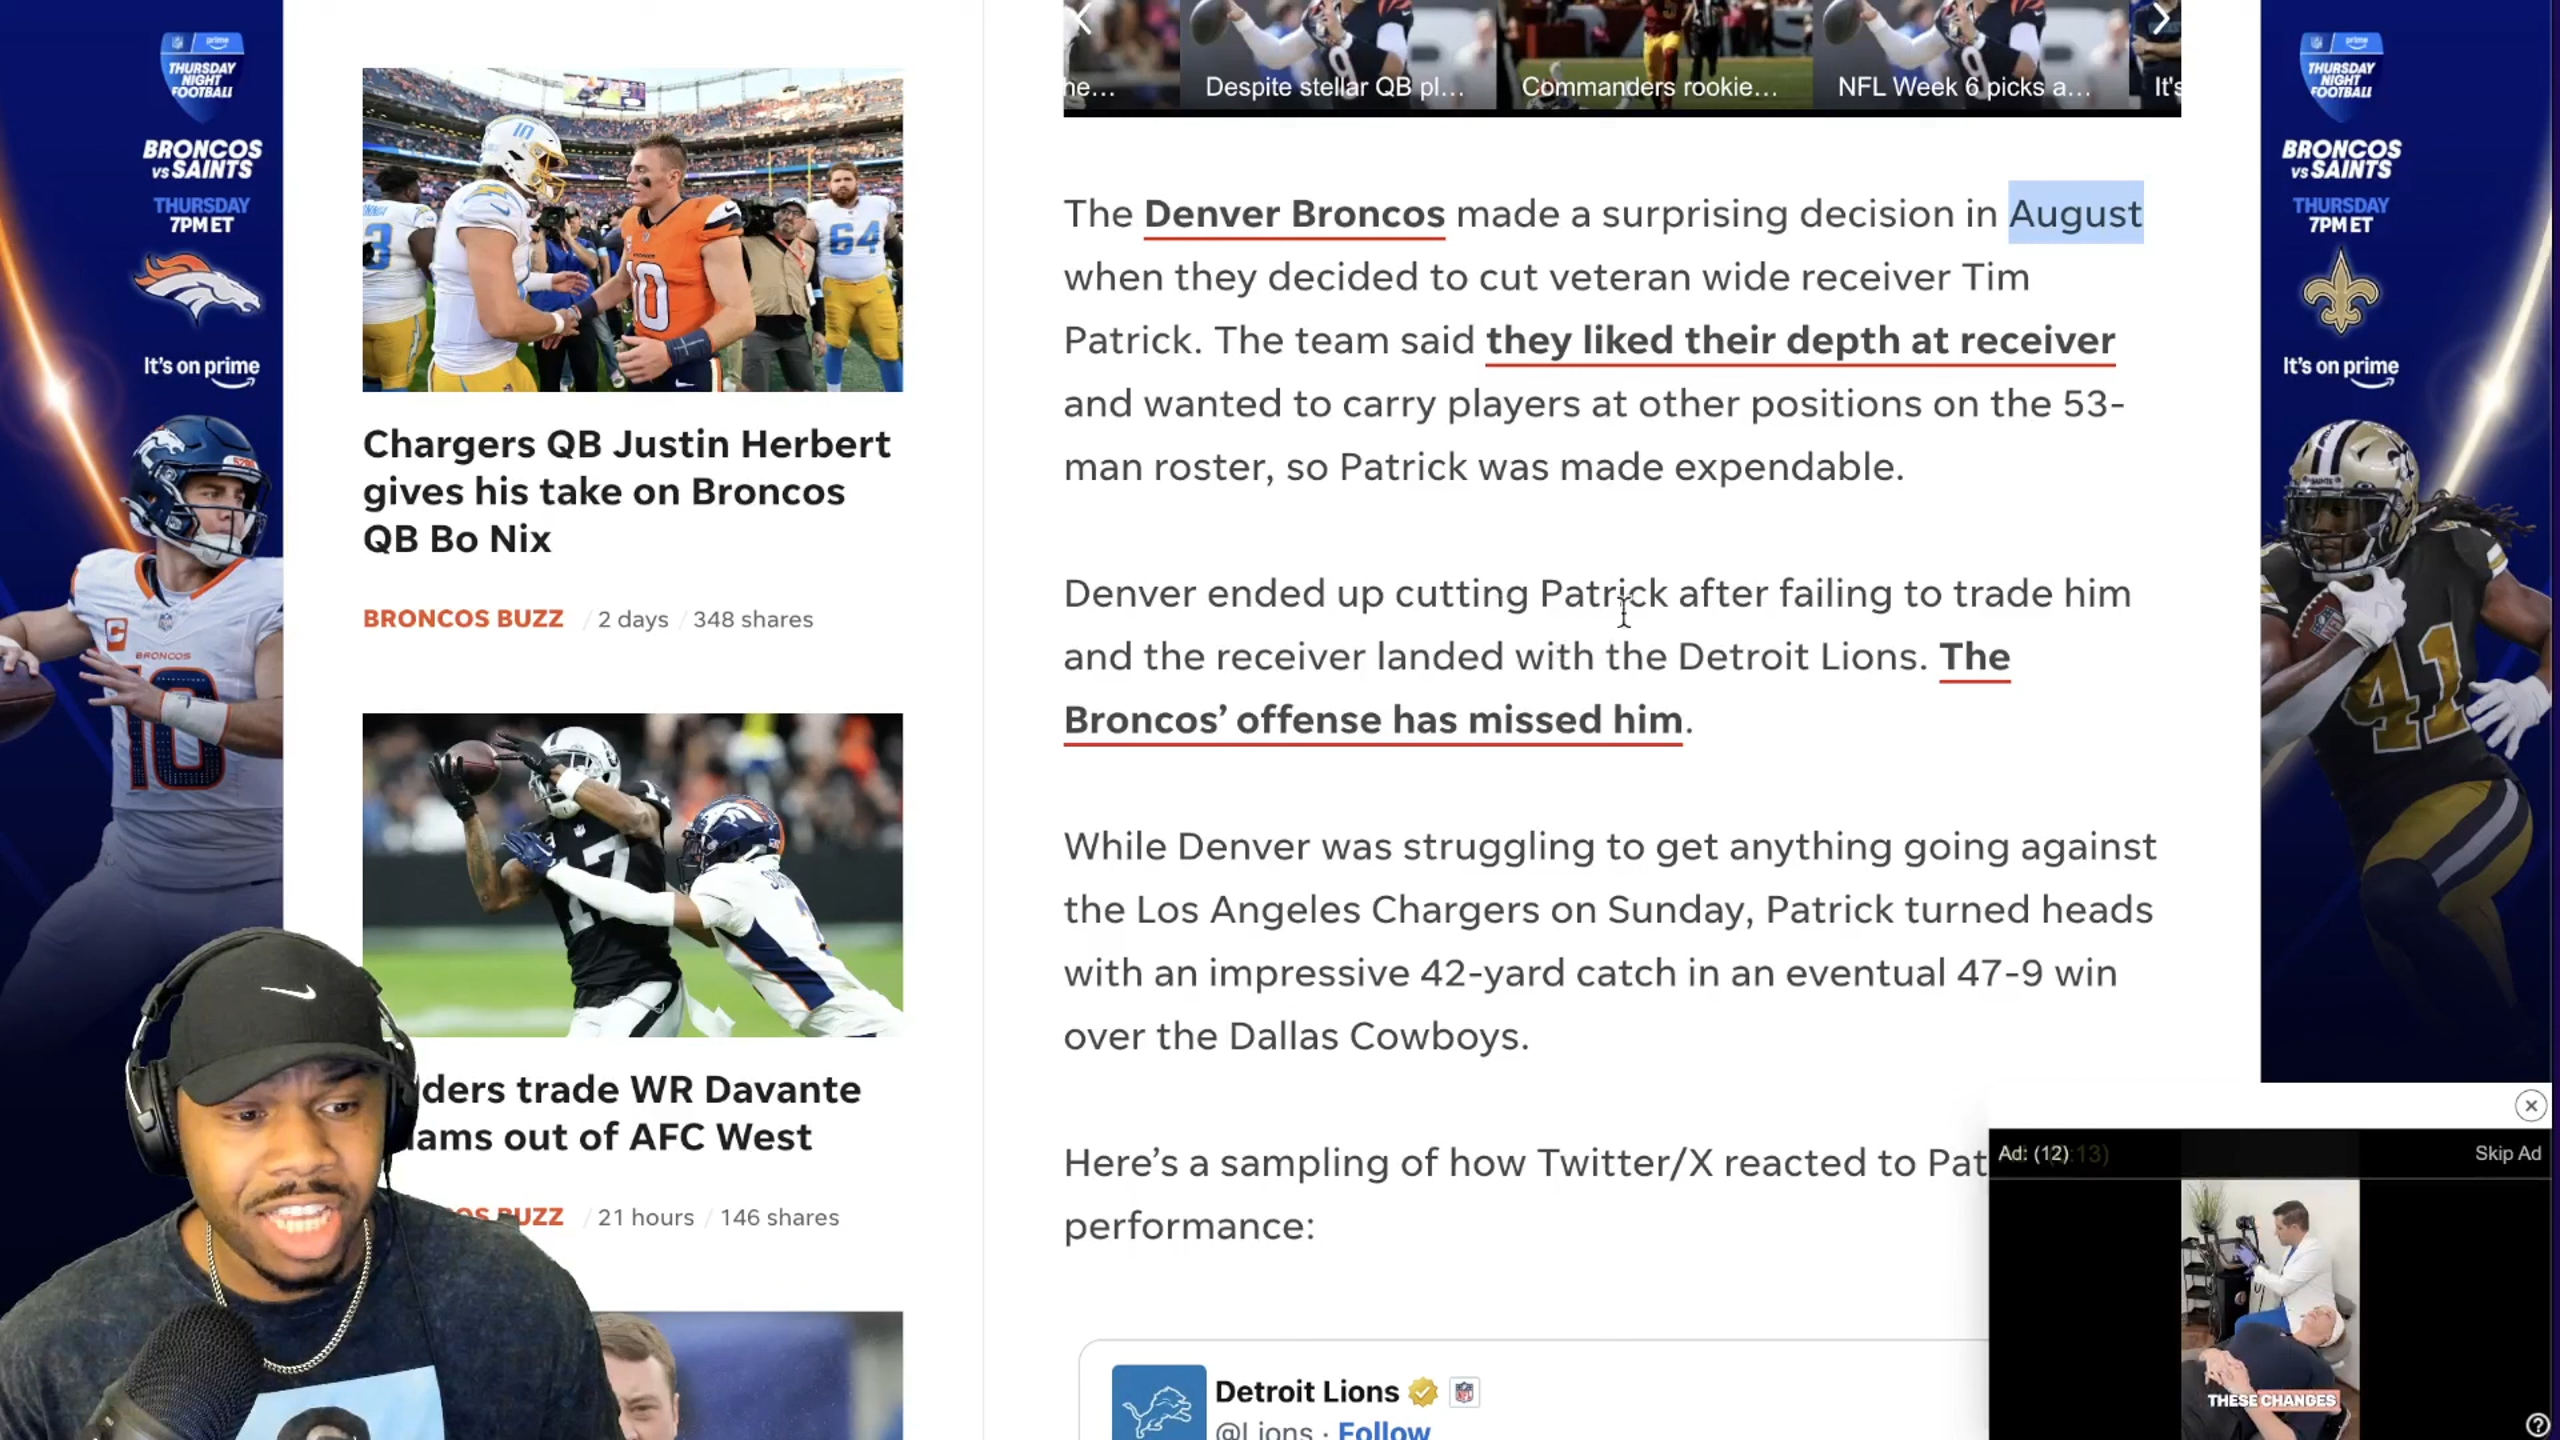 THURSDAY
NIGHT
FOOTBALL
BRONCOS
VS SAINTS
THURSDAY
7PM ET
It's on prime
BRONCOS
10
Chargers QB Justin Herbert
gives his take on Broncos
QB Bo Nix
BRONCOS BUZZ / 2 days / 348 shares
ders trade WR Davante
ams out of AFC West
OS BUZZ / 21 hours / 146 shares
Despite stellar QB pl...
Commanders rookie...
NFL Week 6 picks a...
It's
The Denver Broncos made a surprising decision in August
when they decided to cut veteran wide receiver Tim
Patrick. The team said they liked their depth at receiver
and wanted to carry players at other positions on the 53-
man roster, so Patrick was made expendable.
Denver ended up cutting Patrick after failing to trade him
and the receiver landed with the Detroit Lions. The
Broncos’ offense has missed him.
While Denver was struggling to get anything going against
the Los Angeles Chargers on Sunday, Patrick turned heads
with an impressive 42-yard catch in an eventual 47-9 win
over the Dallas Cowboys.
Here’s a sampling of how Twitter/X reacted to Pat
performance:
Detroit Lions
@Lions · Follow
THURSDAY
NIGHT
FOOTBALL
BRONCOS
VS SAINTS
THURSDAY
7PM ET
It's on prime
41
Ad: (12)
Skip Ad
THESE CHANGES